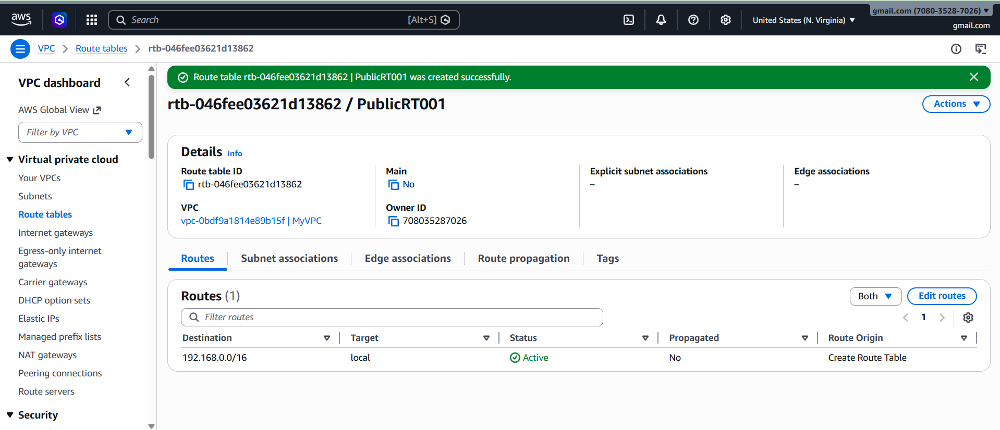 aws
Search
[Alt+S]
United States (N. Virginia)
gmail.com (7080-3528-7026)
gmail.com
VPC
Route tables
rtb-046fee03621d13862
VPC dashboard
AWS Global View
Filter by VPC
Virtual private cloud
Your VPCs
Subnets
Route tables
Internet gateways
Egress-only internet
gateways
Carrier gateways
DHCP option sets
Elastic IPs
Managed prefix lists
NAT gateways
Peering connections
Route servers
Security
Route table rtb-046fee03621d13862 | PublicRT001 was created successfully.
rtb-046fee03621d13862 / PublicRT001
Actions
Details Info
Route table ID
rtb-046fee03621d13862
Main
No
Explicit subnet associations
–
Edge associations
–
VPC
vpc-0bdf9a1814e89b15f | MyVPC
Owner ID
708035287026
Routes
Subnet associations
Edge associations
Route propagation
Tags
Routes (1)
Both
Edit routes
Filter routes
1
Destination
Target
Status
Propagated
Route Origin
192.168.0.0/16
local
Active
No
Create Route Table